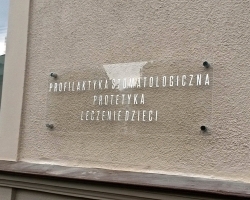 PROFILAKTYKA STOMATOLOGICZNA
PROTETYKA
LECZENIE DZIECI